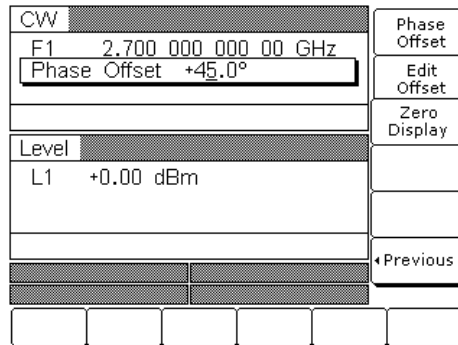 CW
F1 2.700 000 000 00 GHz
Phase Offset +45.0°
Level
L1 +0.00 dBm
Phase
Offset
Edit
Offset
Zero
Display
Previous